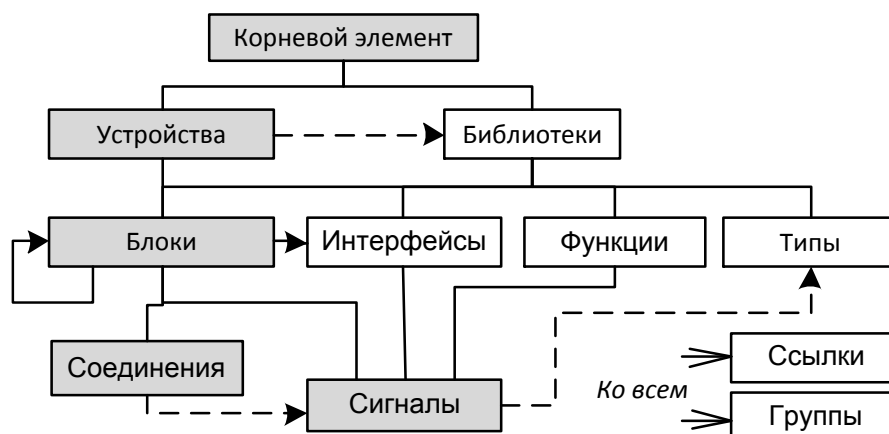 Корневой элемент
Устройства
Библиотеки
Блоки
Интерфейсы
Функции
Типы
Соединения
Сигналы
Ко всем
Ссылки
Группы